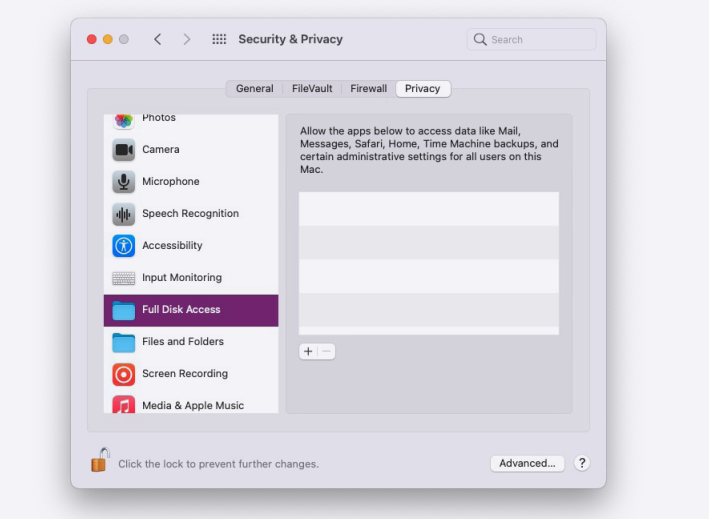 Security & Privacy
Search
General
FileVault
Firewall
Privacy
Photos
Camera
Microphone
Speech Recognition
Accessibility
Input Monitoring
Full Disk Access
Files and Folders
Screen Recording
Media & Apple Music
Allow the apps below to access data like Mail,
Messages, Safari, Home, Time Machine backups, and
certain administrative settings for all users on this
Mac.
+ −
Click the lock to prevent further changes.
Advanced...
?